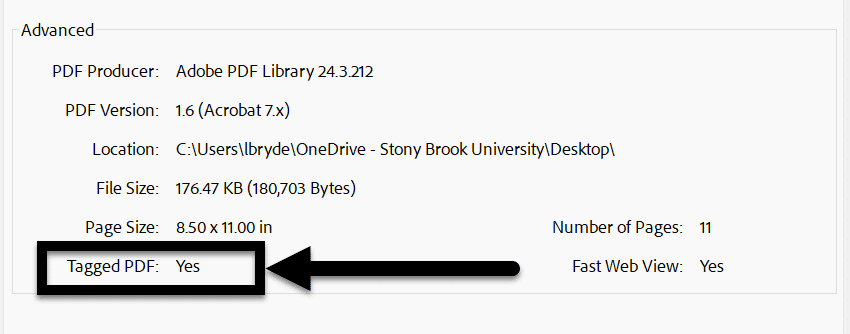 Advanced
PDF Producer: Adobe PDF Library 24.3.212
PDF Version: 1.6 (Acrobat 7.x)
Location: C:\Users\lbryde\OneDrive - Stony Brook University\Desktop\
File Size: 176.47 KB (180,703 Bytes)
Page Size: 8.50 x 11.00 in Number of Pages: 11
Tagged PDF: Yes Fast Web View: Yes